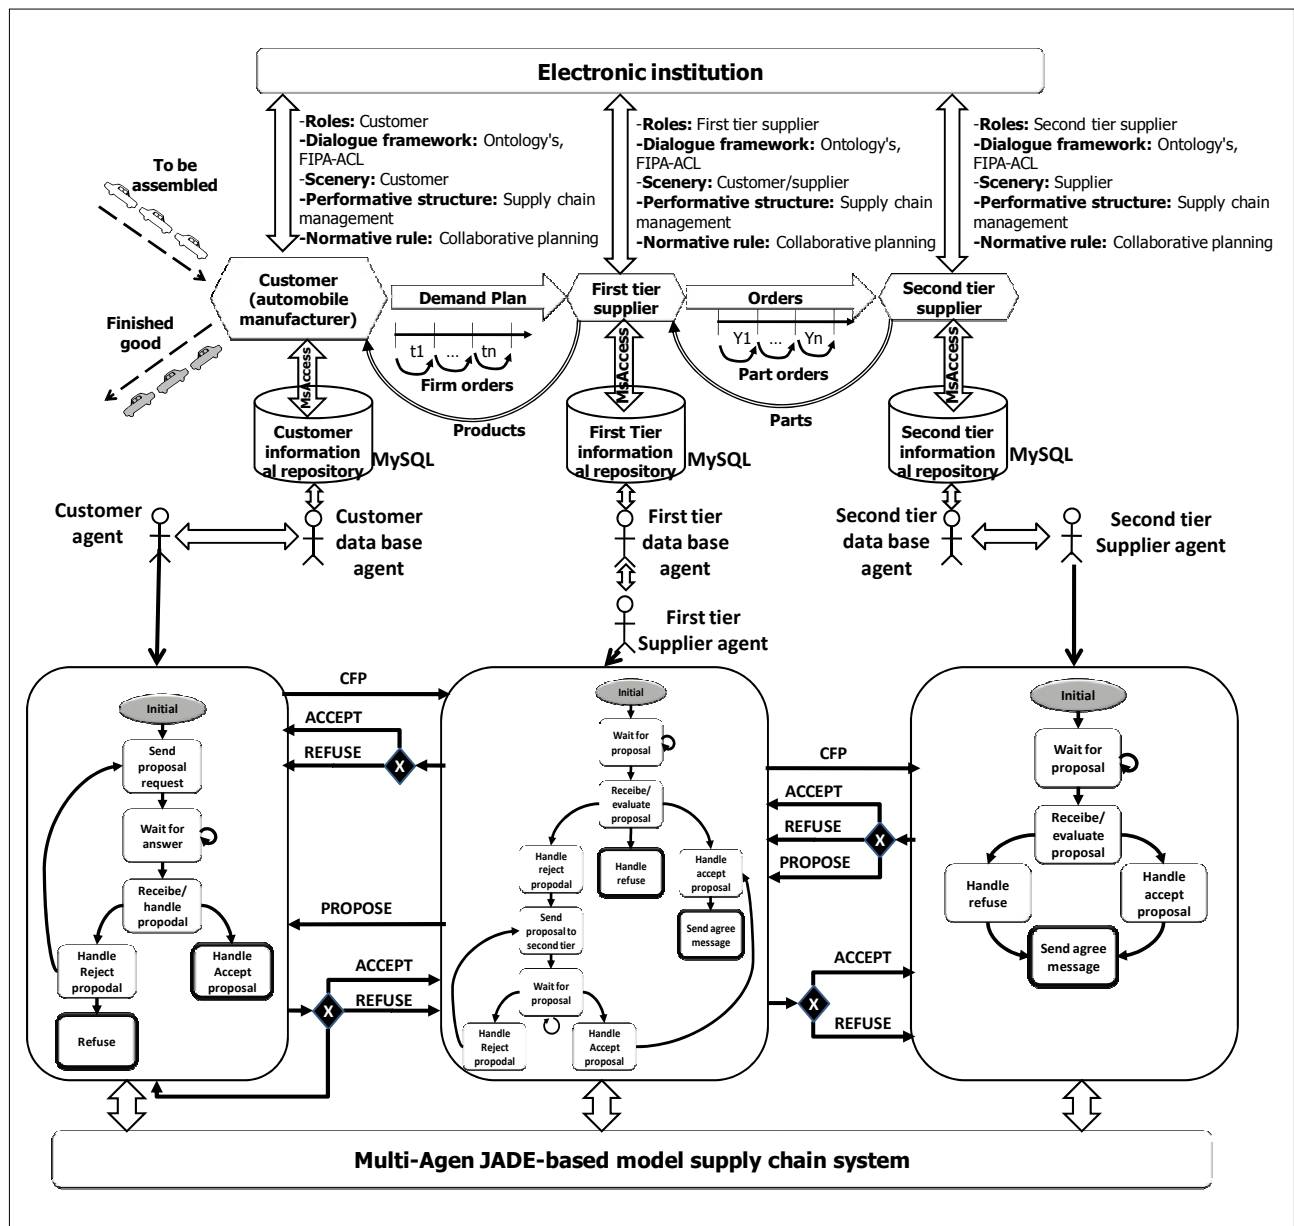 Electronic institution
-Roles: Customer
-Dialogue framework: Ontology's,
FIPA-ACL
-Scenery: Customer
-Performative structure: Supply chain
management
-Normative rule: Collaborative planning
-Roles: First tier supplier
-Dialogue framework: Ontology's,
FIPA-ACL
-Scenery: Customer/supplier
-Performative structure: Supply chain
management
-Normative rule: Collaborative planning
-Roles: Second tier supplier
-Dialogue framework: Ontology's,
FIPA-ACL
-Scenery: Supplier
-Performative structure: Supply chain
management
-Normative rule: Collaborative planning
To be
assembled
Finished
good
Customer
(automobile
manufacturer)
Demand Plan
First tier
supplier
Orders
Second tier
supplier
t1 ... tn
Firm orders
Products
Y1 ... Yn
Part orders
Parts
MsAccess
MsAccess
MsAccess
Customer
information
al repository
MySQL
First Tier
information
al repository
MySQL
Second tier
information
al repository
MySQL
Customer
agent
Customer
data base
agent
First tier
data base
agent
Second tier
data base
agent
Second tier
Supplier agent
First tier
Supplier agent
Initial
Send
proposal
request
Wait for
answer
Receibe/
handle
propodal
Handle
Reject
propodal
Handle
Accept
proposal
Refuse
CFP
ACCEPT
REFUSE
X
PROPOSE
ACCEPT
REFUSE
X
Initial
Wait for
proposal
Receibe/
evaluate
proposal
Handle
reject
propodal
Handle
refuse
Handle
accept
proposal
Send
proposal to
second tier
Send agree
message
Wait for
proposal
Handle
Reject
propodal
Handle
Accept
proposal
CFP
ACCEPT
REFUSE
X
PROPOSE
ACCEPT
X
REFUSE
Initial
Wait for
proposal
Receibe/
evaluate
proposal
Handle
refuse
Handle
accept
proposal
Send agree
message
Multi-Agen JADE-based model supply chain system